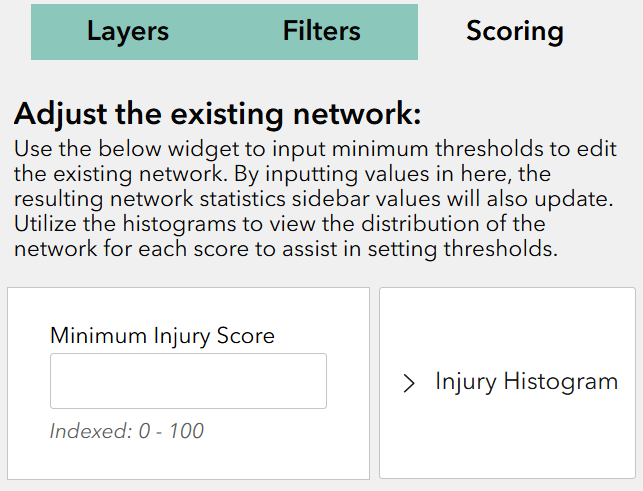 Layers Filters Scoring
Adjust the existing network:
Use the below widget to input minimum thresholds to edit
the existing network. By inputting values in here, the
resulting network statistics sidebar values will also update.
Utilize the histograms to view the distribution of the
network for each score to assist in setting thresholds.
Minimum Injury Score
Indexed: 0 - 100
Injury Histogram